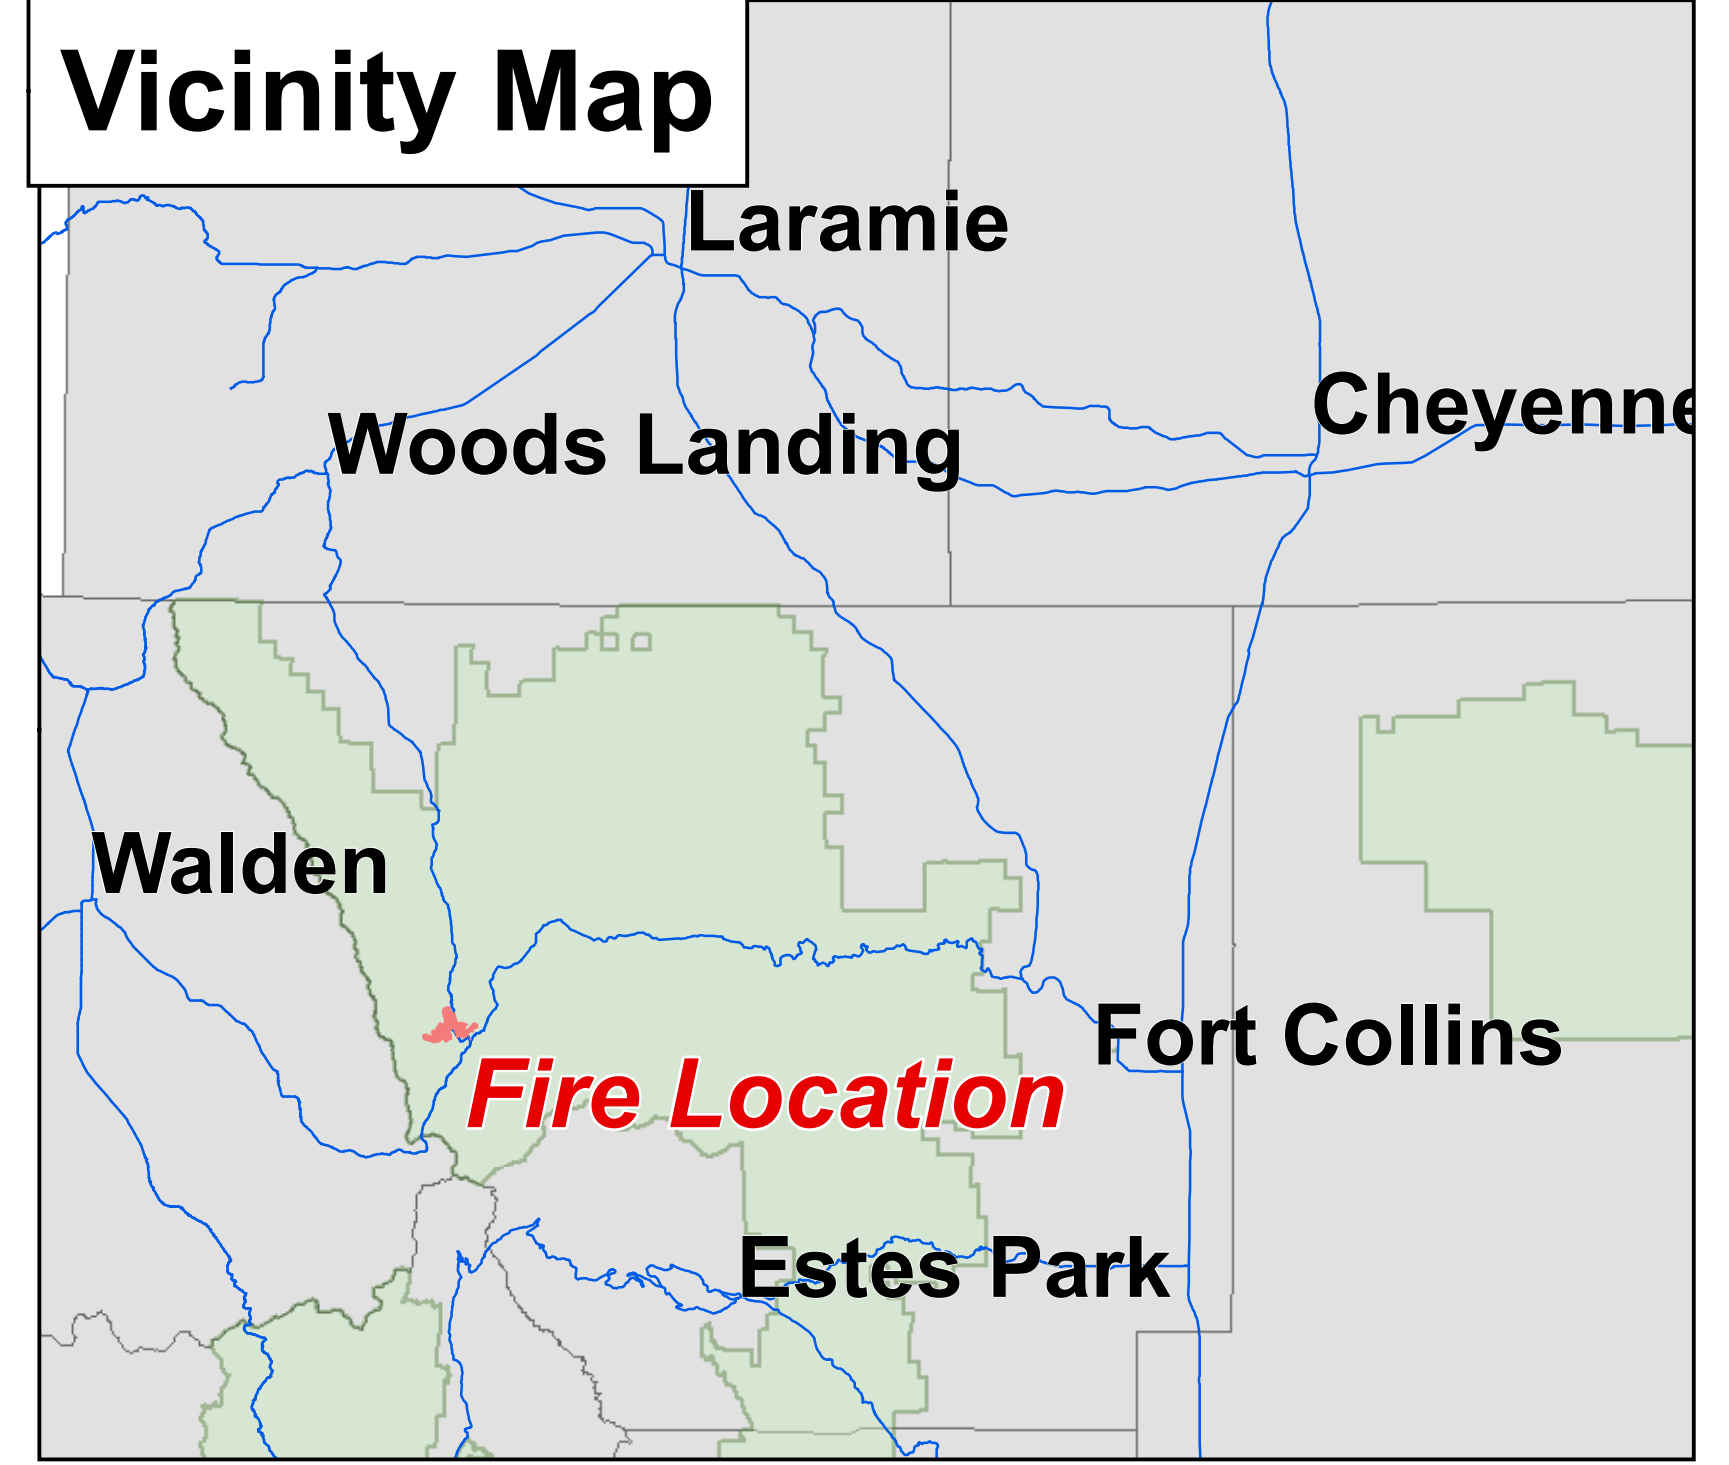 Vicinity Map
Laramie
Cheyenne
Woods Landing
Walden
Fort Collins
Fire Location
Estes Park